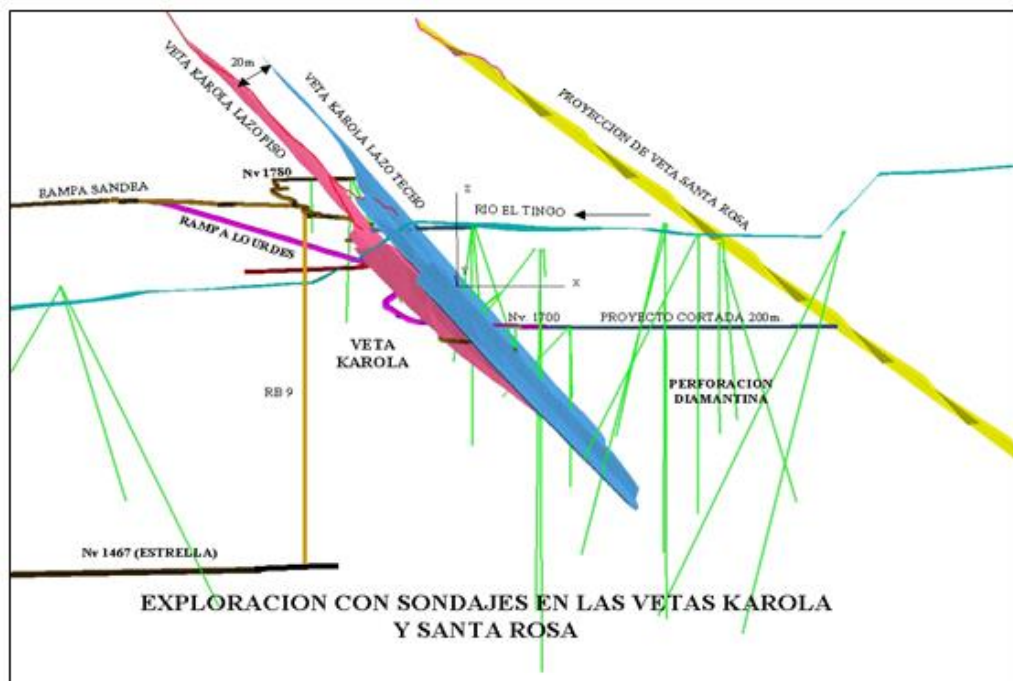 20m
VETA KAROLA LAZO PISO
VETA KAROLA LAZO TECHO
PROYECCION DE VETA SANTA ROSA
Nv 1780
RAMPA SANDRA
RAMPA LOURDES
Z
RIO EL TINGO
Y
X
Nv. 1700
PROYECTO CORTADA 200m.
VETA
KAROLA
PERFORACION
DIAMANTINA
RB 9
Nv 1467 (ESTRELLA)
EXPLORACION CON SONDAJES EN LAS VETAS KAROLA
Y SANTA ROSA